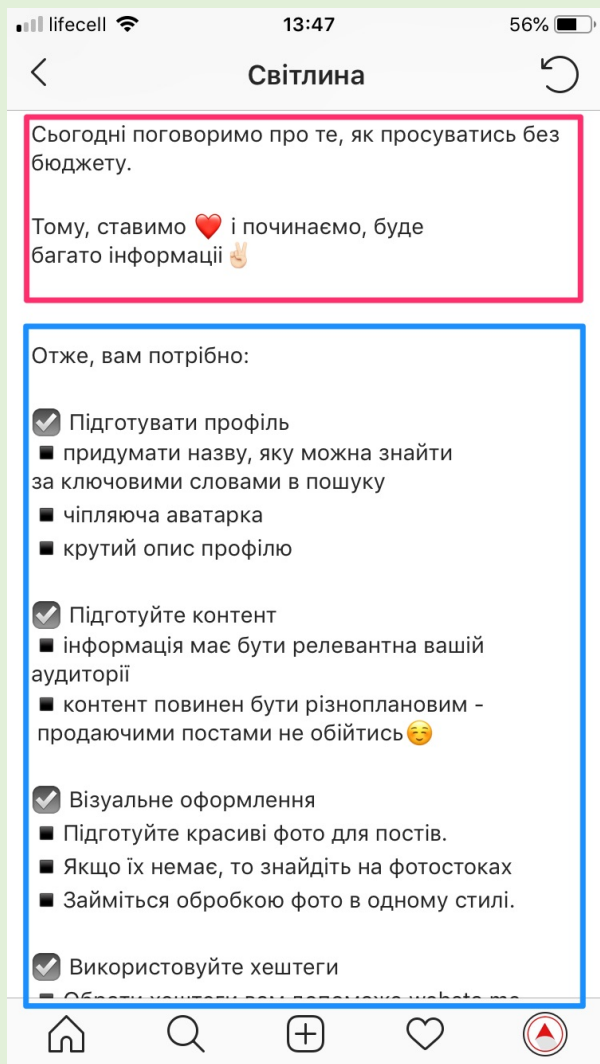 lifecell 13:47 56%
Світлина
Сьогодні поговоримо про те, як просуватись без
бюджету.
Тому, ставимо ❤️ і починаємо, буде
багато інформаціі✌🏻
Отже, вам потрібно:
☑️ Підготувати профіль
▪️ придумати назву, яку можна знайти
за ключовими словами в пошуку
▪️ чіпляюча аватарка
▪️ крутий опис профілю
☑️ Підготуйте контент
▪️ інформація має бути релевантна вашій
аудиторії
▪️ контент повинен бути різноплановим -
продаючими постами не обійтись☺️
☑️ Візуальне оформлення
▪️ Підготуйте красиві фото для постів.
▪️ Якщо їх немає, то знайдіть на фотостоках
▪️ Займіться обробкою фото в одному стилі.
☑️ Використовуйте хештеги